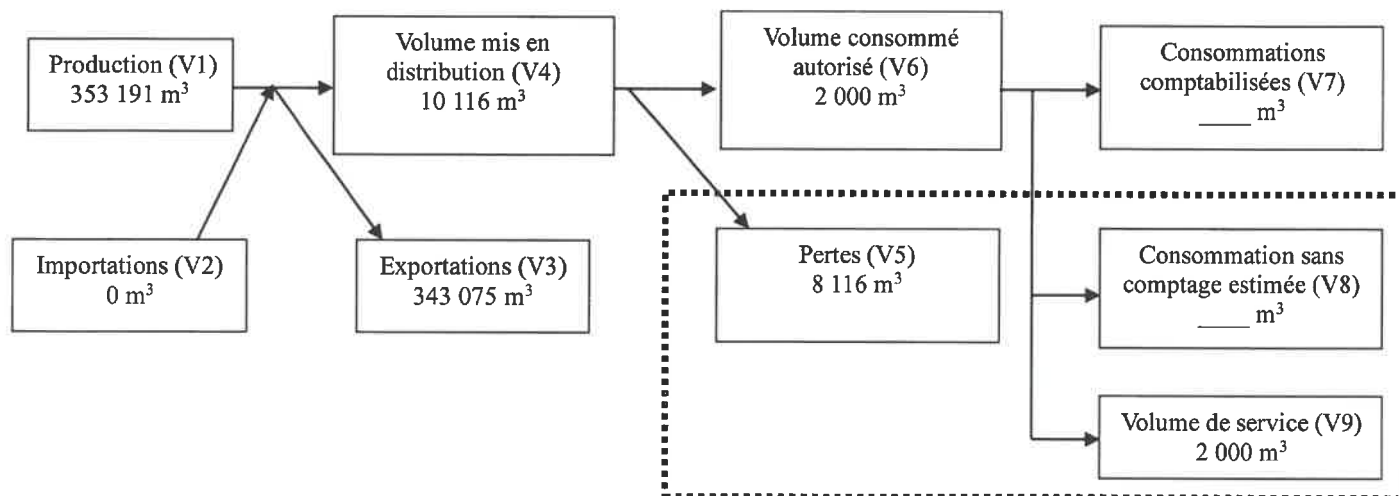 Production (V1)
353 191 m³
Volume mis en
distribution (V4)
10 116 m³
Volume consommé
autorisé (V6)
2 000 m³
Consommations
comptabilisées (V7)
____ m³
Importations (V2)
0 m³
Exportations (V3)
343 075 m³
Pertes (V5)
8 116 m³
Consommation sans
comptage estimée (V8)
____ m³
Volume de service (V9)
2 000 m³